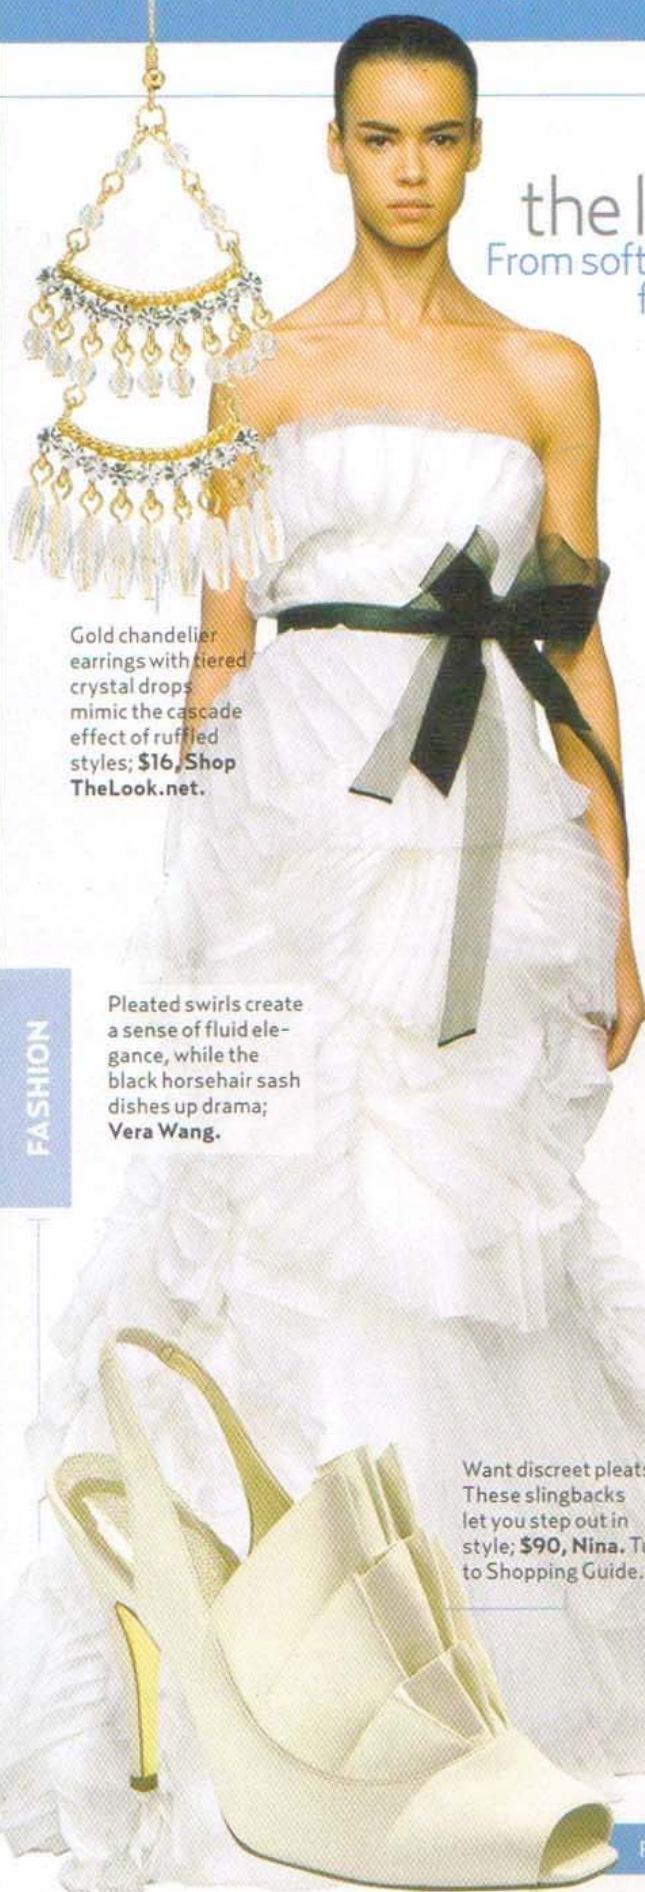 the
From soft
Gold chandelier
earrings with tiered
crystal drops
mimic the cascade
effect of ruffled
styles; $16, Shop
TheLook.net.
FASHION
Pleated swirls create
a sense of fluid ele-
gance, while the
black horsehair sash
dishes up drama;
Vera Wang.
Want discreet pleats
These slingbacks
let you step out in
style; $90, Nina.
to Shopping Guide.